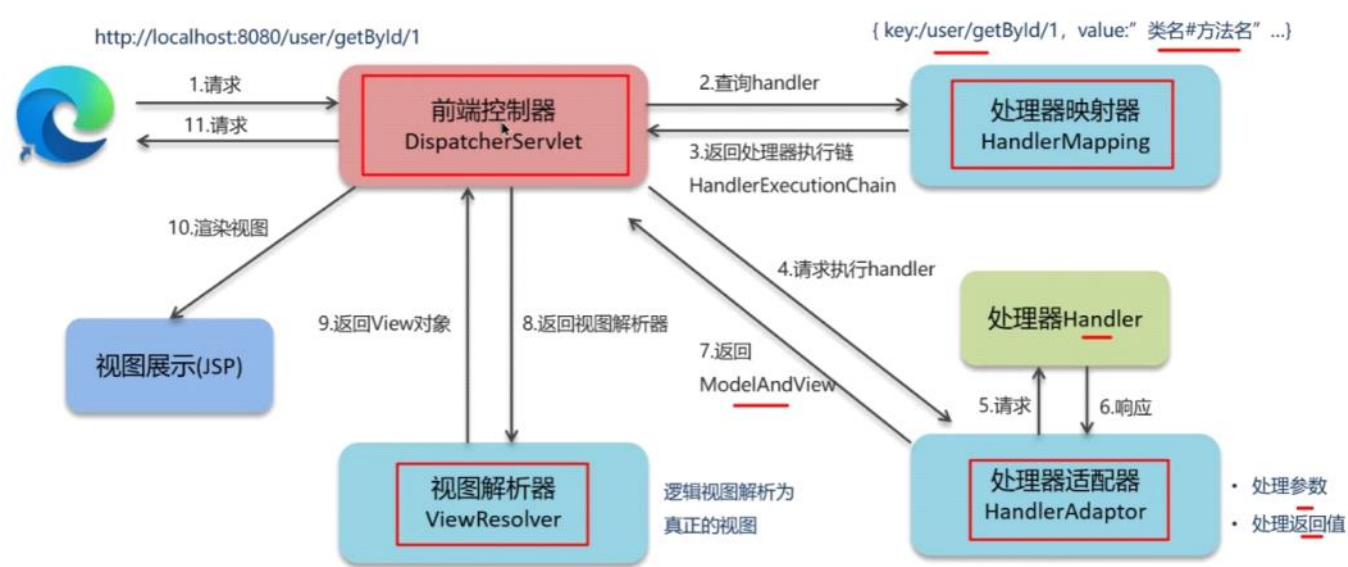 http://localhost:8080/user/getById/1
{ key:/user/getById/1，value:” 类名#方法名” ...}
1.请求
11.请求
前端控制器
DispatcherServlet
2.查询handler
3.返回处理器执行链
HandlerExecutionChain
处理器映射器
HandlerMapping
10.渲染视图
4.请求执行handler
9.返回View对象
8.返回视图解析器
处理器Handler
视图展示(JSP)
7.返回
ModelAndView
5.请求
6.响应
视图解析器
ViewResolver
逻辑视图解析为
真正的视图
处理器适配器
HandlerAdaptor
• 处理参数
• 处理返回值